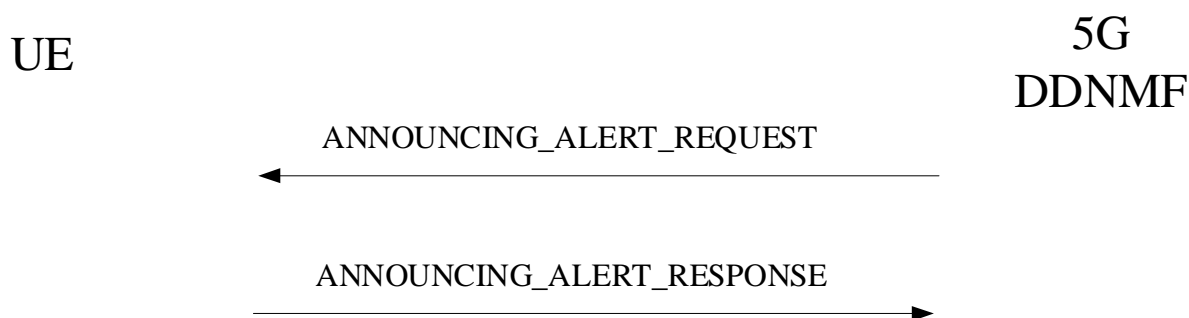 UE
5G
DDNMF
ANNOUNCING_ALERT_REQUEST
ANNOUNCING_ALERT_RESPONSE